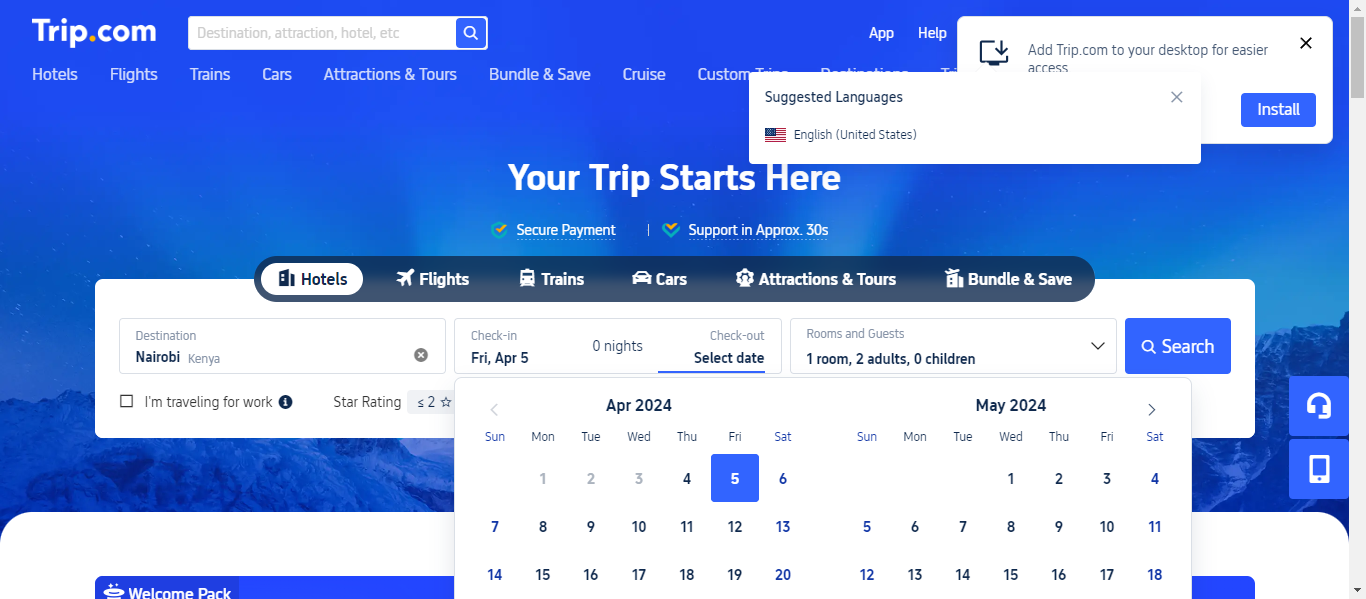 Trip.com
Destination, attraction, hotel, etc
App
Help
Add Trip.com to your desktop for easier
access
Install
Hotels
Flights
Trains
Cars
Attractions & Tours
Bundle & Save
Cruise
Custom Trips
Destinations
Suggested Languages
English (United States)
Your Trip Starts Here
Secure Payment
Support in Approx. 30s
Hotels
Flights
Trains
Cars
Attractions & Tours
Bundle & Save
Destination
Nairobi Kenya
Check-in
Fri, Apr 5
0 nights
Check-out
Select date
Rooms and Guests
1 room, 2 adults, 0 children
Search
I'm traveling for work
Star Rating
≤ 2
Apr 2024
Sun Mon Tue Wed Thu Fri Sat
1 2 3 4 5 6
7 8 9 10 11 12 13
14 15 16 17 18 19 20
May 2024
Sun Mon Tue Wed Thu Fri Sat
1 2 3 4
5 6 7 8 9 10 11
12 13 14 15 16 17 18
Welcome Pack